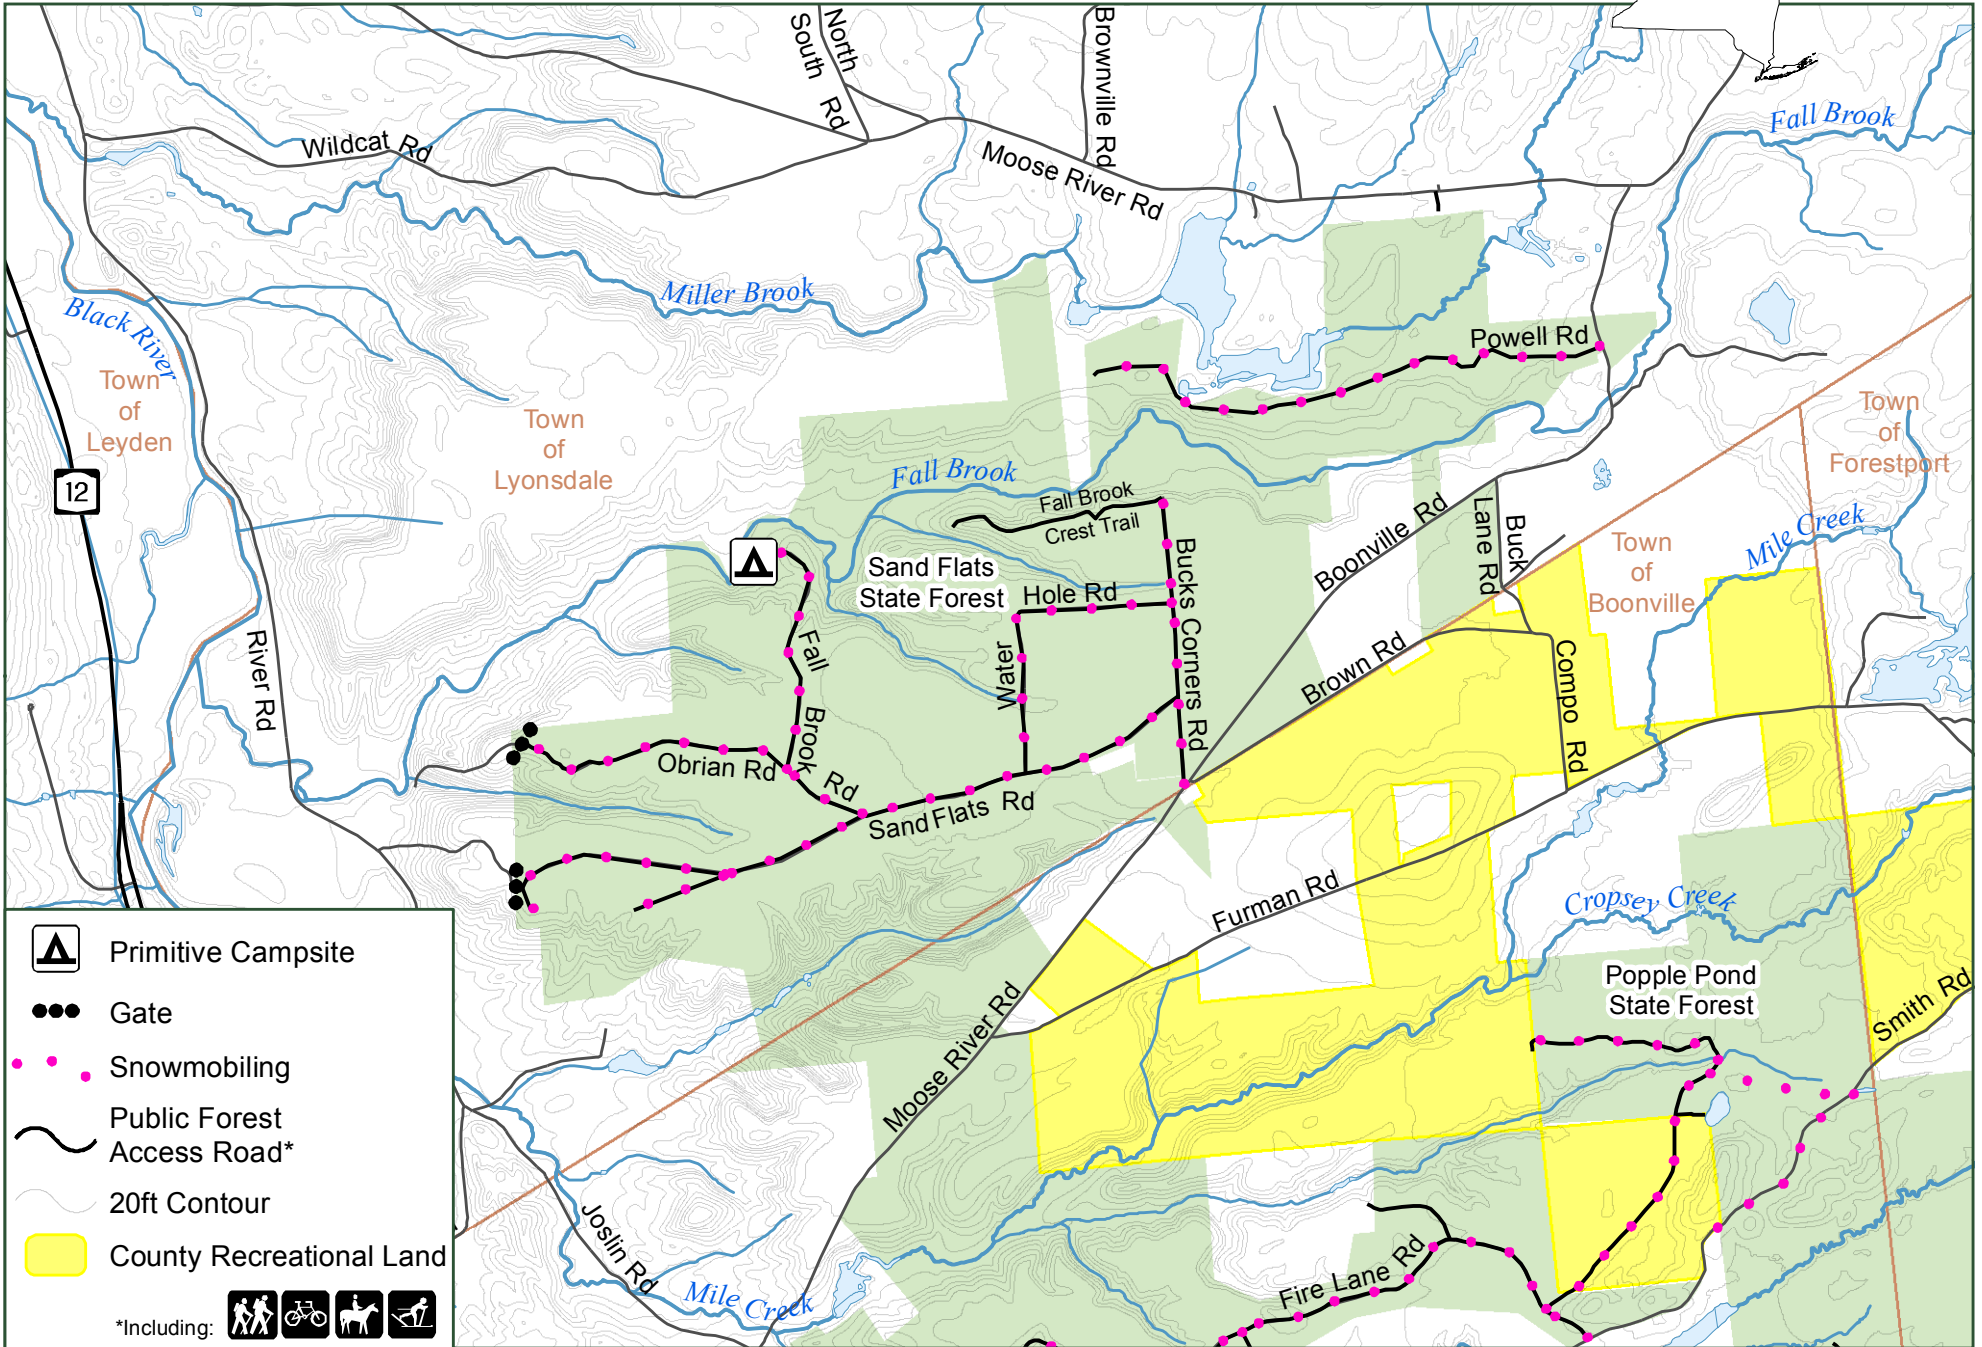 North
South Rd
Brownville Rd
Fall Brook
Wildcat Rd
Moose River Rd
Miller Brook
Black River
Powell Rd
Town
of
Leyden
Town
of
Lyonsdale
Town
of
Forestport
12
Fall Brook
Fall Brook
Crest Trail
Boonville Rd
Buck
Lane Rd
Mile Creek
Town
of
Boonville
Sand Flats
State Forest
Hole Rd
Water
Bucks Corners Rd
River Rd
Fall
Brook
Rd
Brown Rd
Compo Rd
Obrian Rd
Sand Flats Rd
Furman Rd
Cropsey Creek
Popple Pond
State Forest
Smith Rd
Moose River Rd
Joslin Rd
Mile Creek
Fire Lane Rd
Primitive Campsite
Gate
Snowmobiling
Public Forest
Access Road*
20ft Contour
County Recreational Land
*Including: